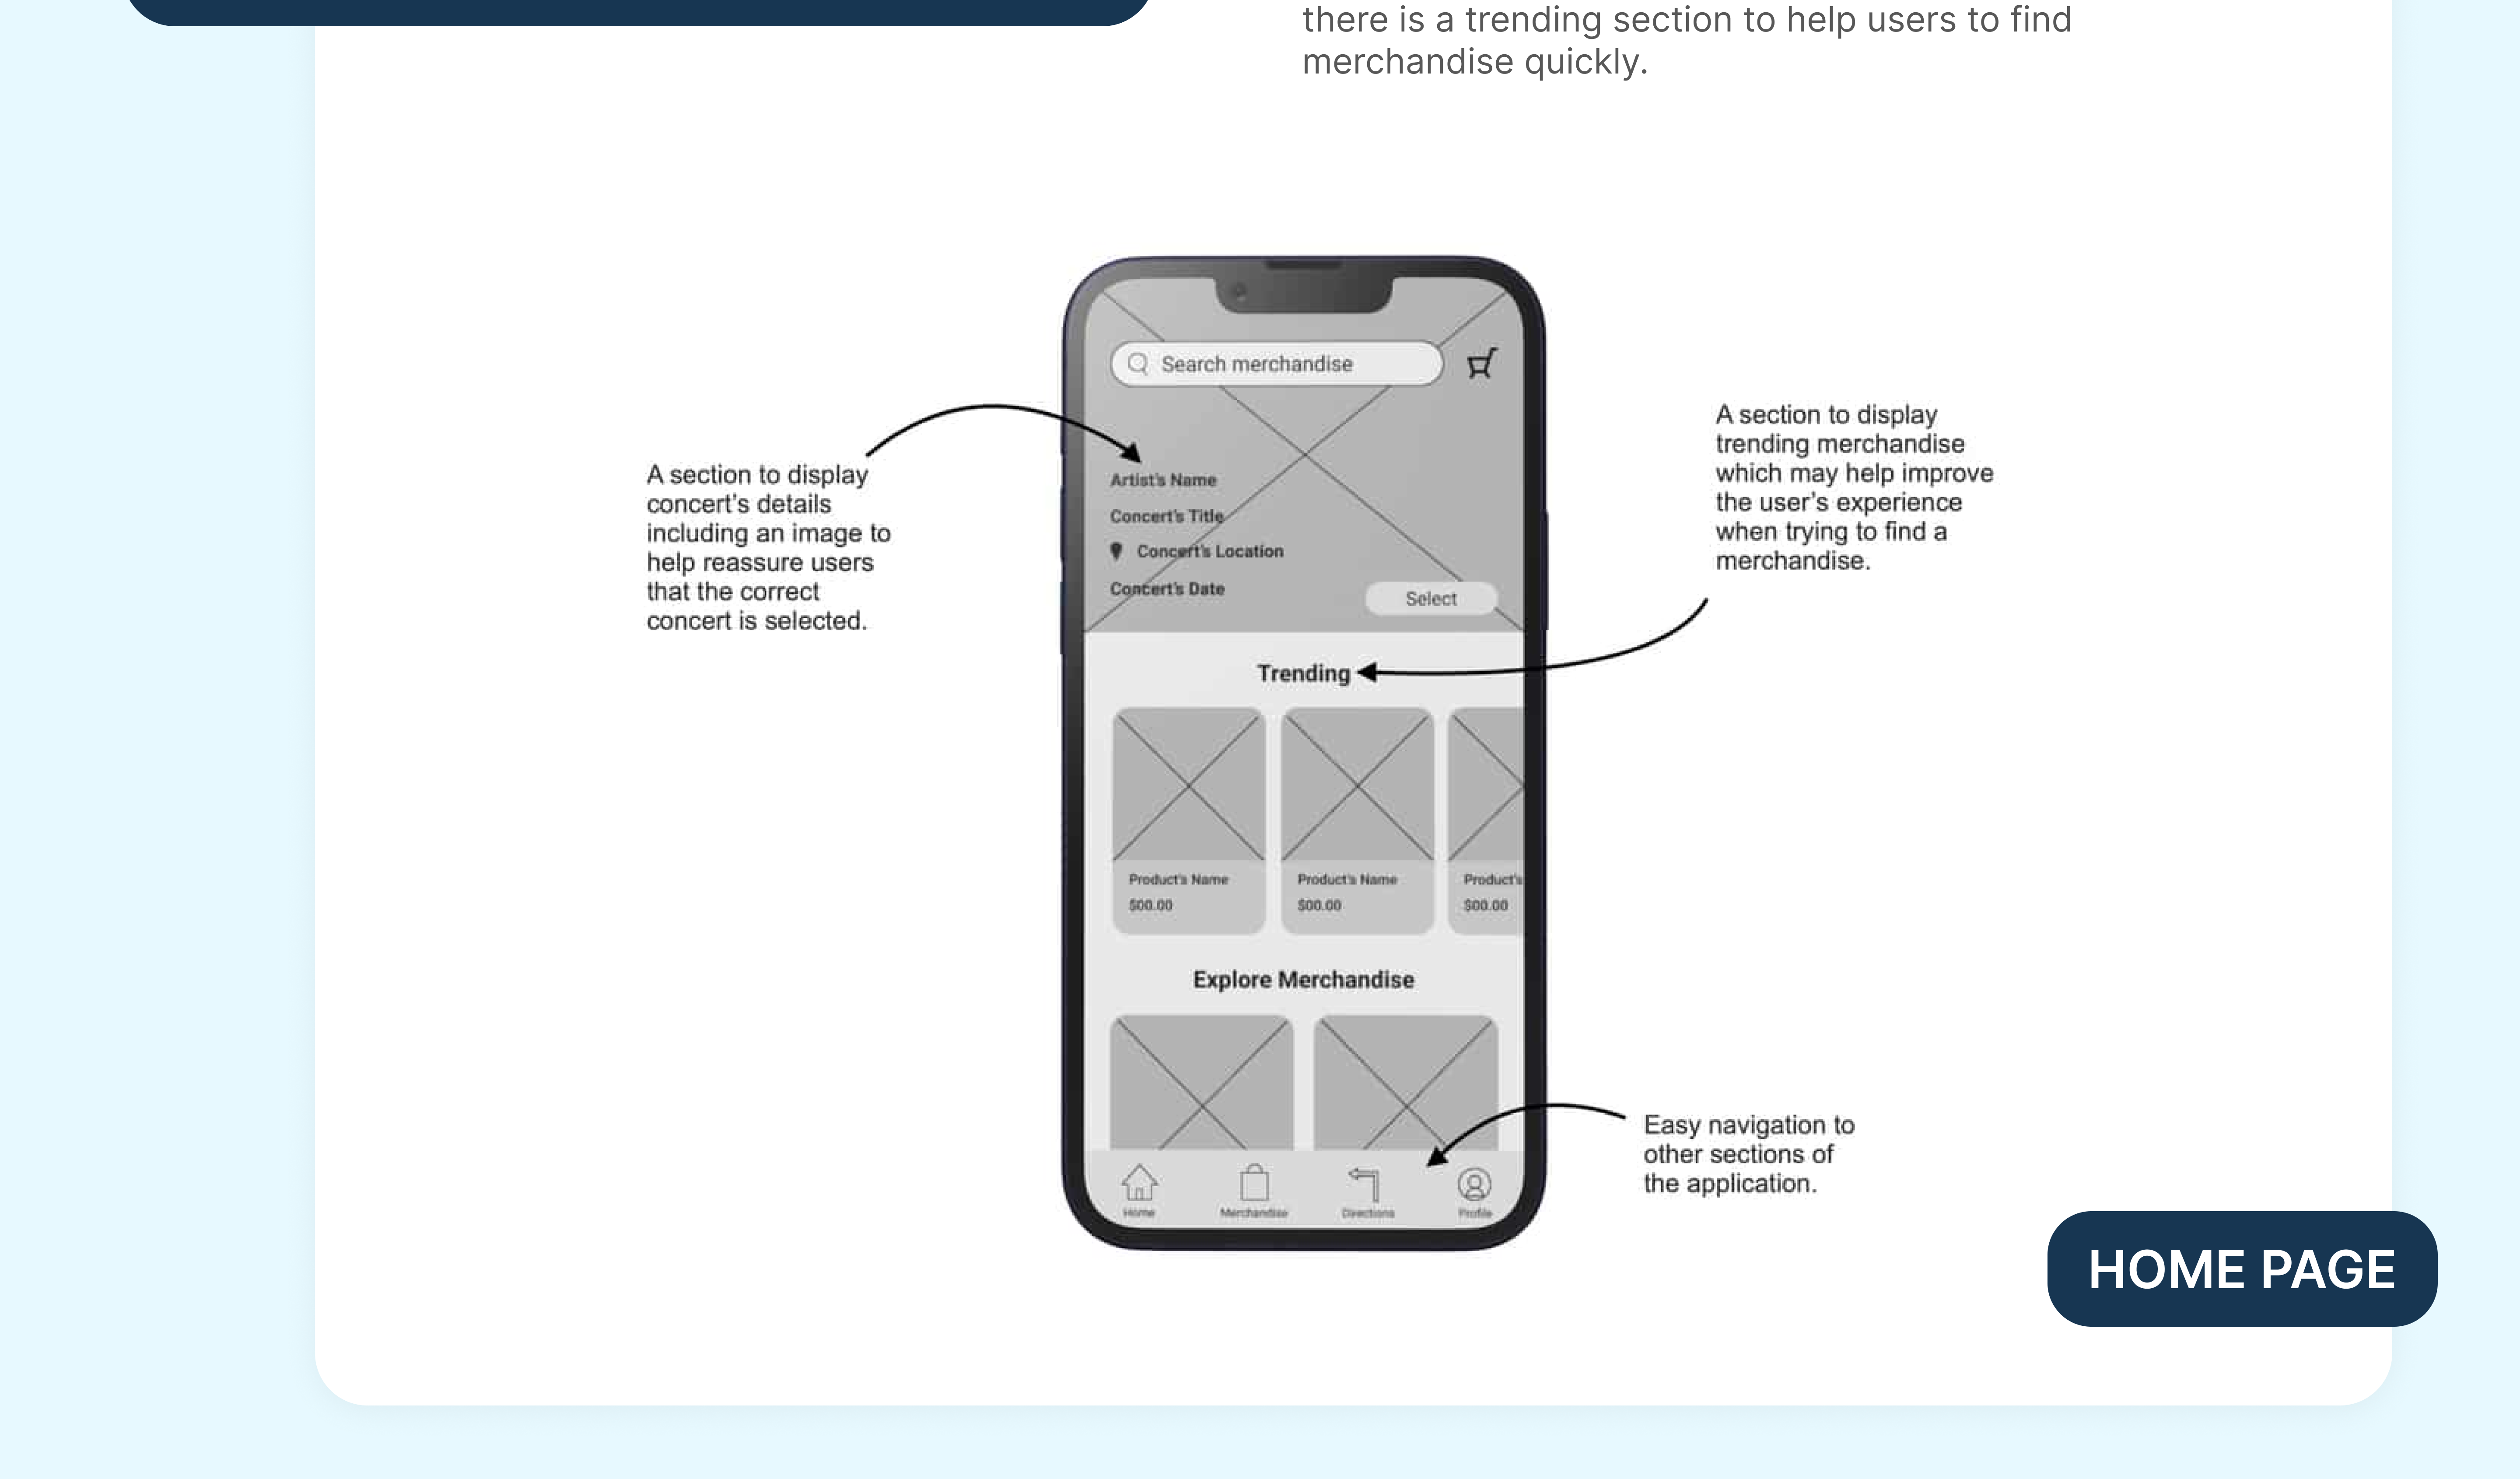 there is a trending section to help users to find
merchandise quickly.
Search merchandise
A section to display
concert's details
including an image to
help reassure users
that the correct
concert is selected.
Artist's Name
Concert's Title
Concert's Location
Concert's Date
Select
A section to display
trending merchandise
which may help improve
the user's experience
when trying to find a
merchandise.
Trending
Product's Name
$00.00
Product's Name
$00.00
Product's
$00.00
Explore Merchandise
Easy navigation to
other sections of
the application.
Home
Merchandise
Directions
Profile
HOME PAGE